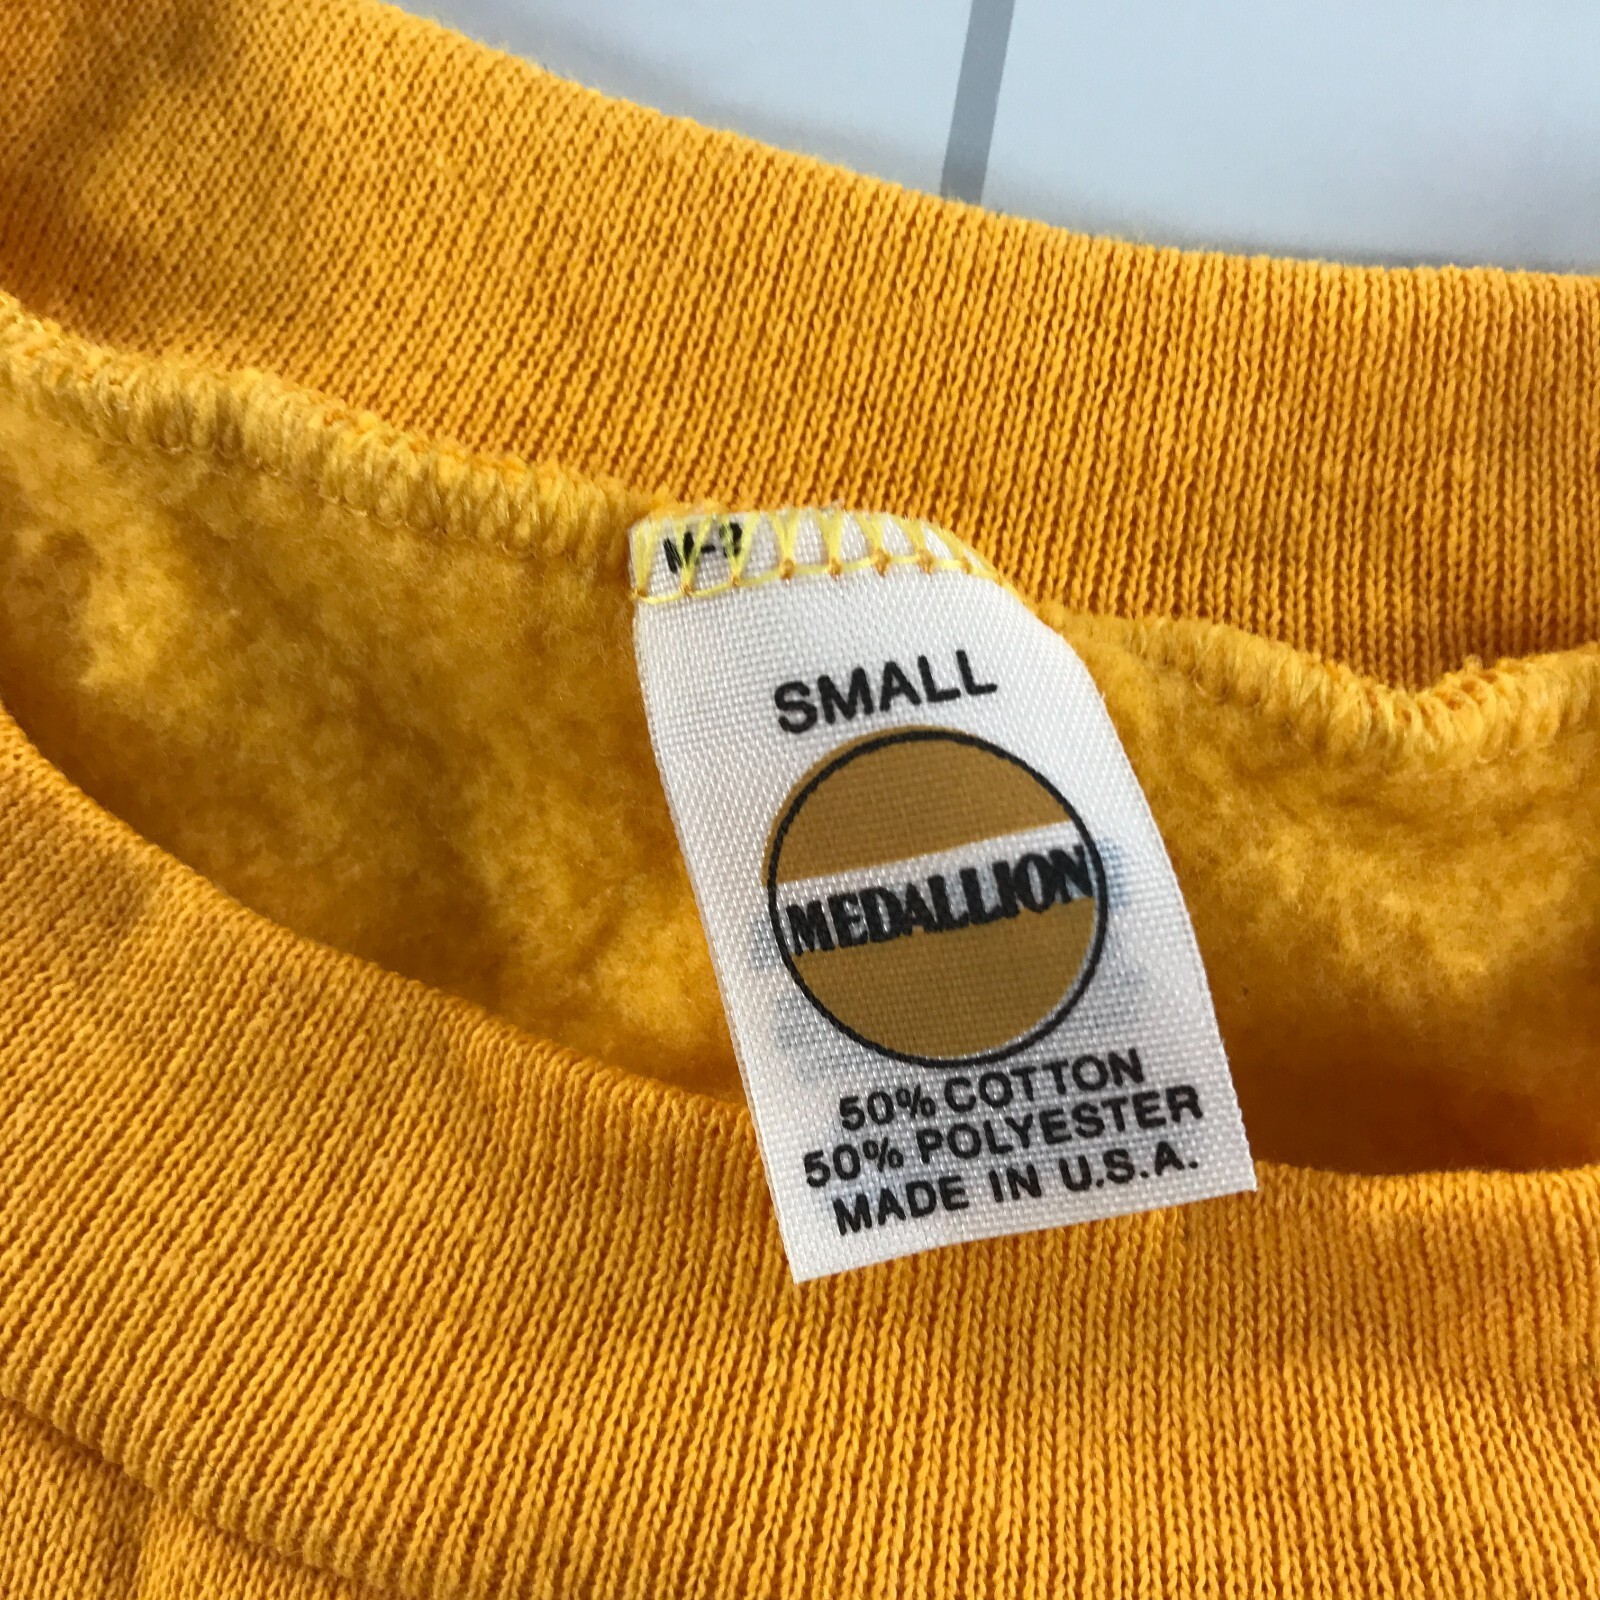 SMALL
MEDALLION
50% COTTON
50% POLYESTER
MADE IN U.S.A.